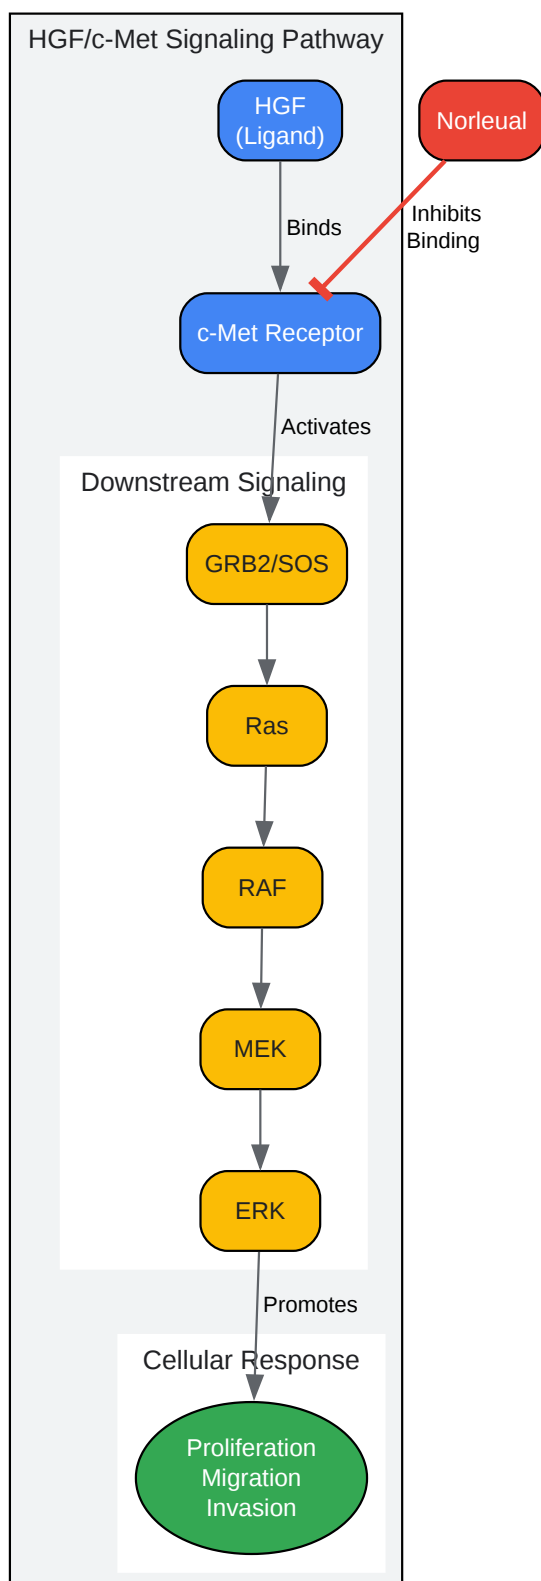 HGF/c-Met Signaling Pathway
HGF
(Ligand)
Norleual
Binds
Inhibits
Binding
c-Met Receptor
Activates
Downstream Signaling
GRB2/SOS
Ras
RAF
MEK
ERK
Promotes
Cellular Response
Proliferation
Migration
Invasion